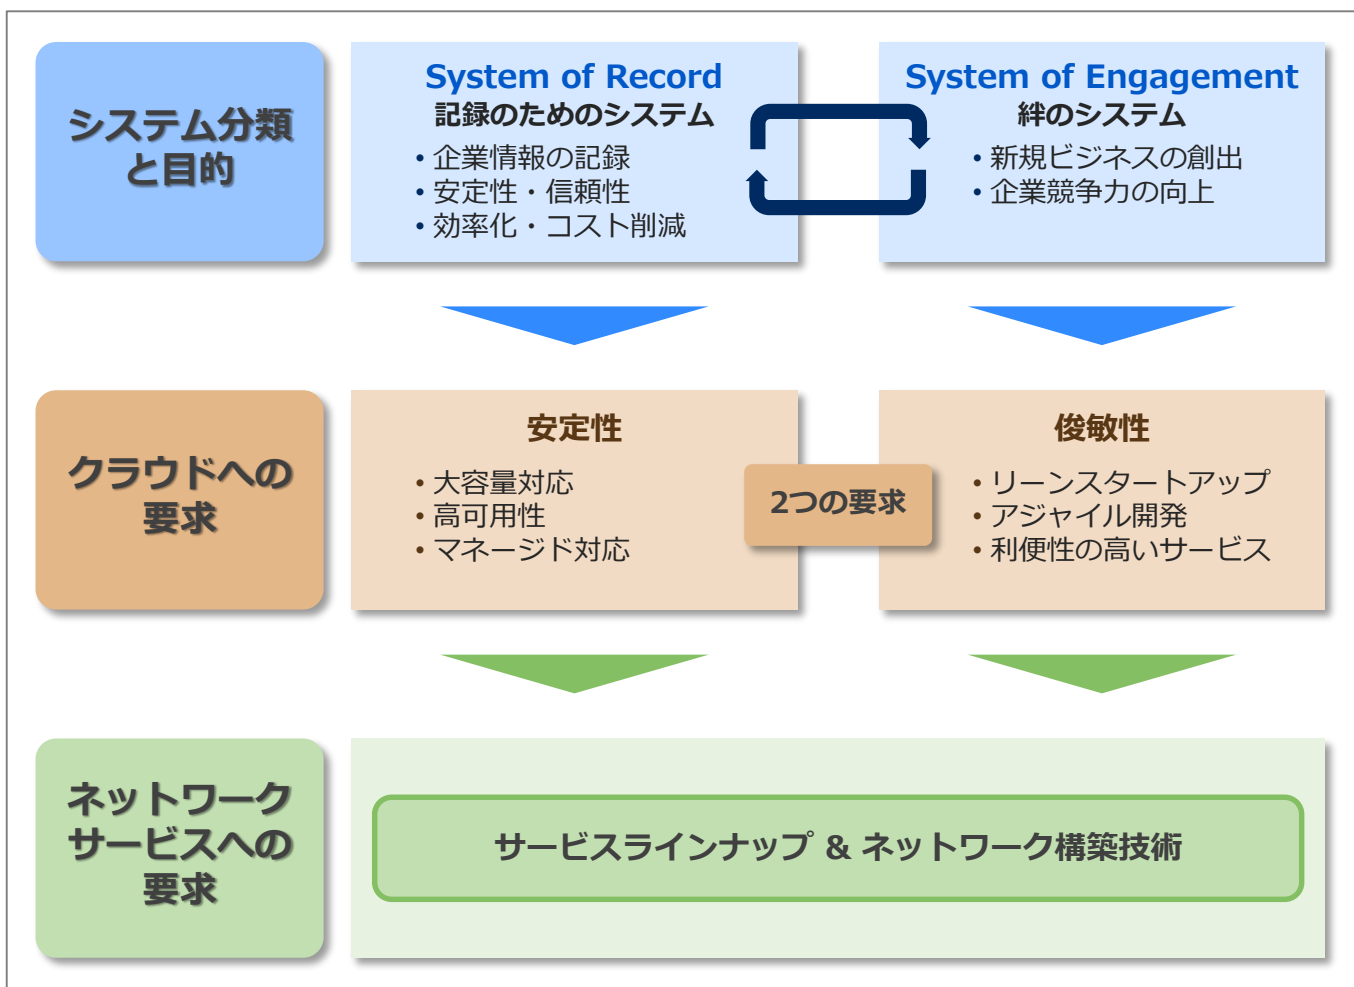 システム分類
と目的
System of Record
記録のためのシステム
• 企業情報の記録
• 安定性・信頼性
• 効率化・コスト削減
System of Engagement
絆のシステム
• 新規ビジネスの創出
• 企業競争力の向上
クラウドへの
要求
安定性
• 大容量対応
• 高可用性
• マネージド対応
2つの要求
俊敏性
• リーンスタートアップ
• アジャイル開発
• 利便性の高いサービス
ネットワーク
サービスへの
要求
サービスラインナップ & ネットワーク構築技術